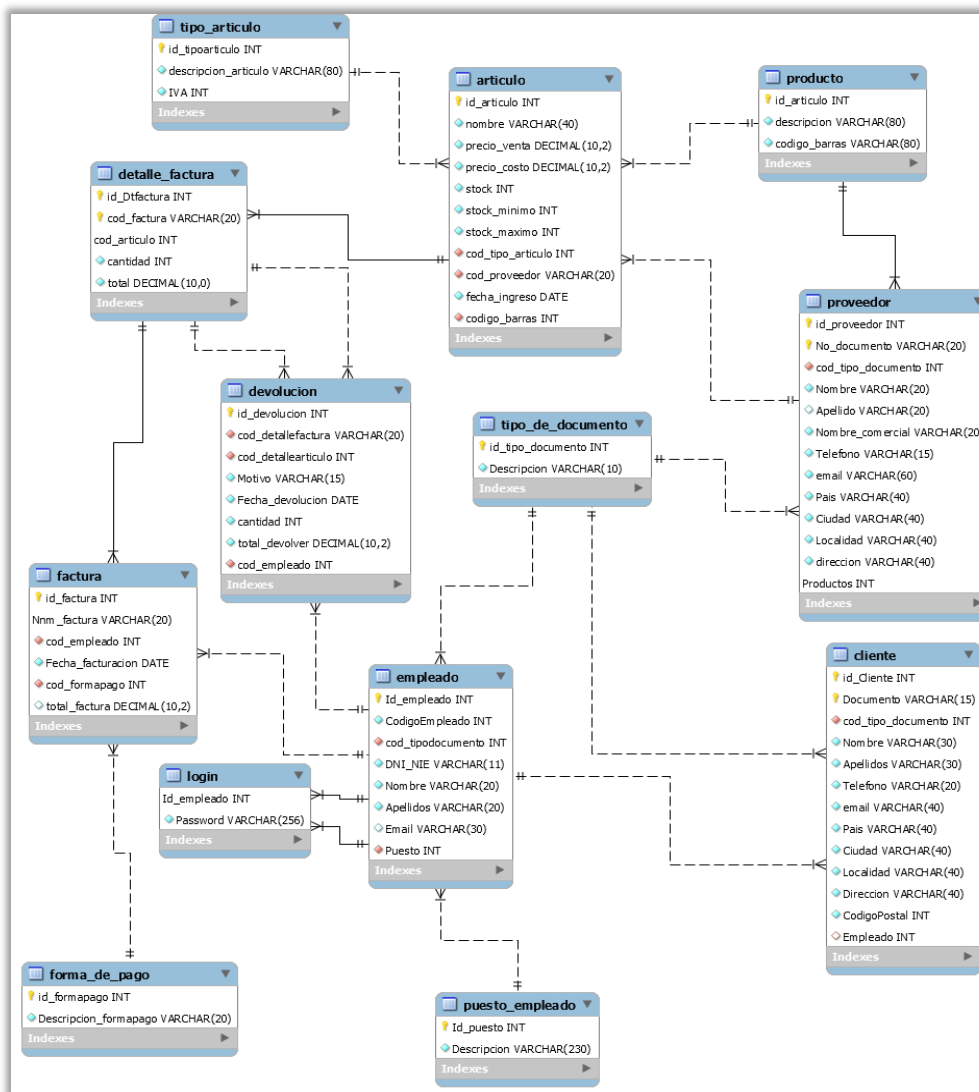 tipo_articulo
id_tipoarticulo INT
descripcion_articulo VARCHAR(80)
IVA INT
Indexes
articulo
id_articulo INT
nombre VARCHAR(40)
precio_venta DECIMAL(10,2)
precio_costo DECIMAL(10,2)
stock INT
stock_minimo INT
stock_maximo INT
cod_tipo_articulo INT
cod_proveedor VARCHAR(20)
fecha_ingreso DATE
codigo_barras INT
Indexes
producto
id_articulo INT
descripcion VARCHAR(80)
codigo_barras VARCHAR(80)
Indexes
detalle_factura
id_Dtfactura INT
cod_factura VARCHAR(20)
cod_articulo INT
cantidad INT
total DECIMAL(10,0)
Indexes
proveedor
id_proveedor INT
No_documento VARCHAR(20)
cod_tipo_documento INT
Nombre VARCHAR(20)
Apellido VARCHAR(20)
Nombre_comercial VARCHAR(20
Telefono VARCHAR(15)
email VARCHAR(60)
Pais VARCHAR(40)
Ciudad VARCHAR(40)
Localidad VARCHAR(40)
direccion VARCHAR(40)
Productos INT
Indexes
devolucion
id_devolucion INT
cod_detallefactura VARCHAR(20)
cod_detallearticulo INT
Motivo VARCHAR(15)
Fecha_devolucion DATE
cantidad INT
total_devolver DECIMAL(10,2)
cod_empleado INT
Indexes
tipo_de_documento
id_tipo_documento INT
Descripcion VARCHAR(10)
Indexes
factura
id_factura INT
Nnm_factura VARCHAR(20)
cod_empleado INT
Fecha_facturacion DATE
cod_formapago INT
total_factura DECIMAL(10,2)
Indexes
empleado
Id_empleado INT
CodigoEmpleado INT
cod_tipodocumento INT
DNI_NIE VARCHAR(11)
Nombre VARCHAR(20)
Apellidos VARCHAR(20)
Email VARCHAR(30)
Puesto INT
Indexes
cliente
id_Cliente INT
Documento VARCHAR(15)
cod_tipo_documento INT
Nombre VARCHAR(30)
Apellidos VARCHAR(30)
Telefono VARCHAR(20)
email VARCHAR(40)
Pais VARCHAR(40)
Ciudad VARCHAR(40)
Localidad VARCHAR(40)
Direccion VARCHAR(40)
CodigoPostal INT
Empleado INT
Indexes
login
Id_empleado INT
Password VARCHAR(256)
Indexes
forma_de_pago
id_formapago INT
Descripcion_formapago VARCHAR(20)
Indexes
puesto_empleado
Id_puesto INT
Descripcion VARCHAR(230)
Indexes